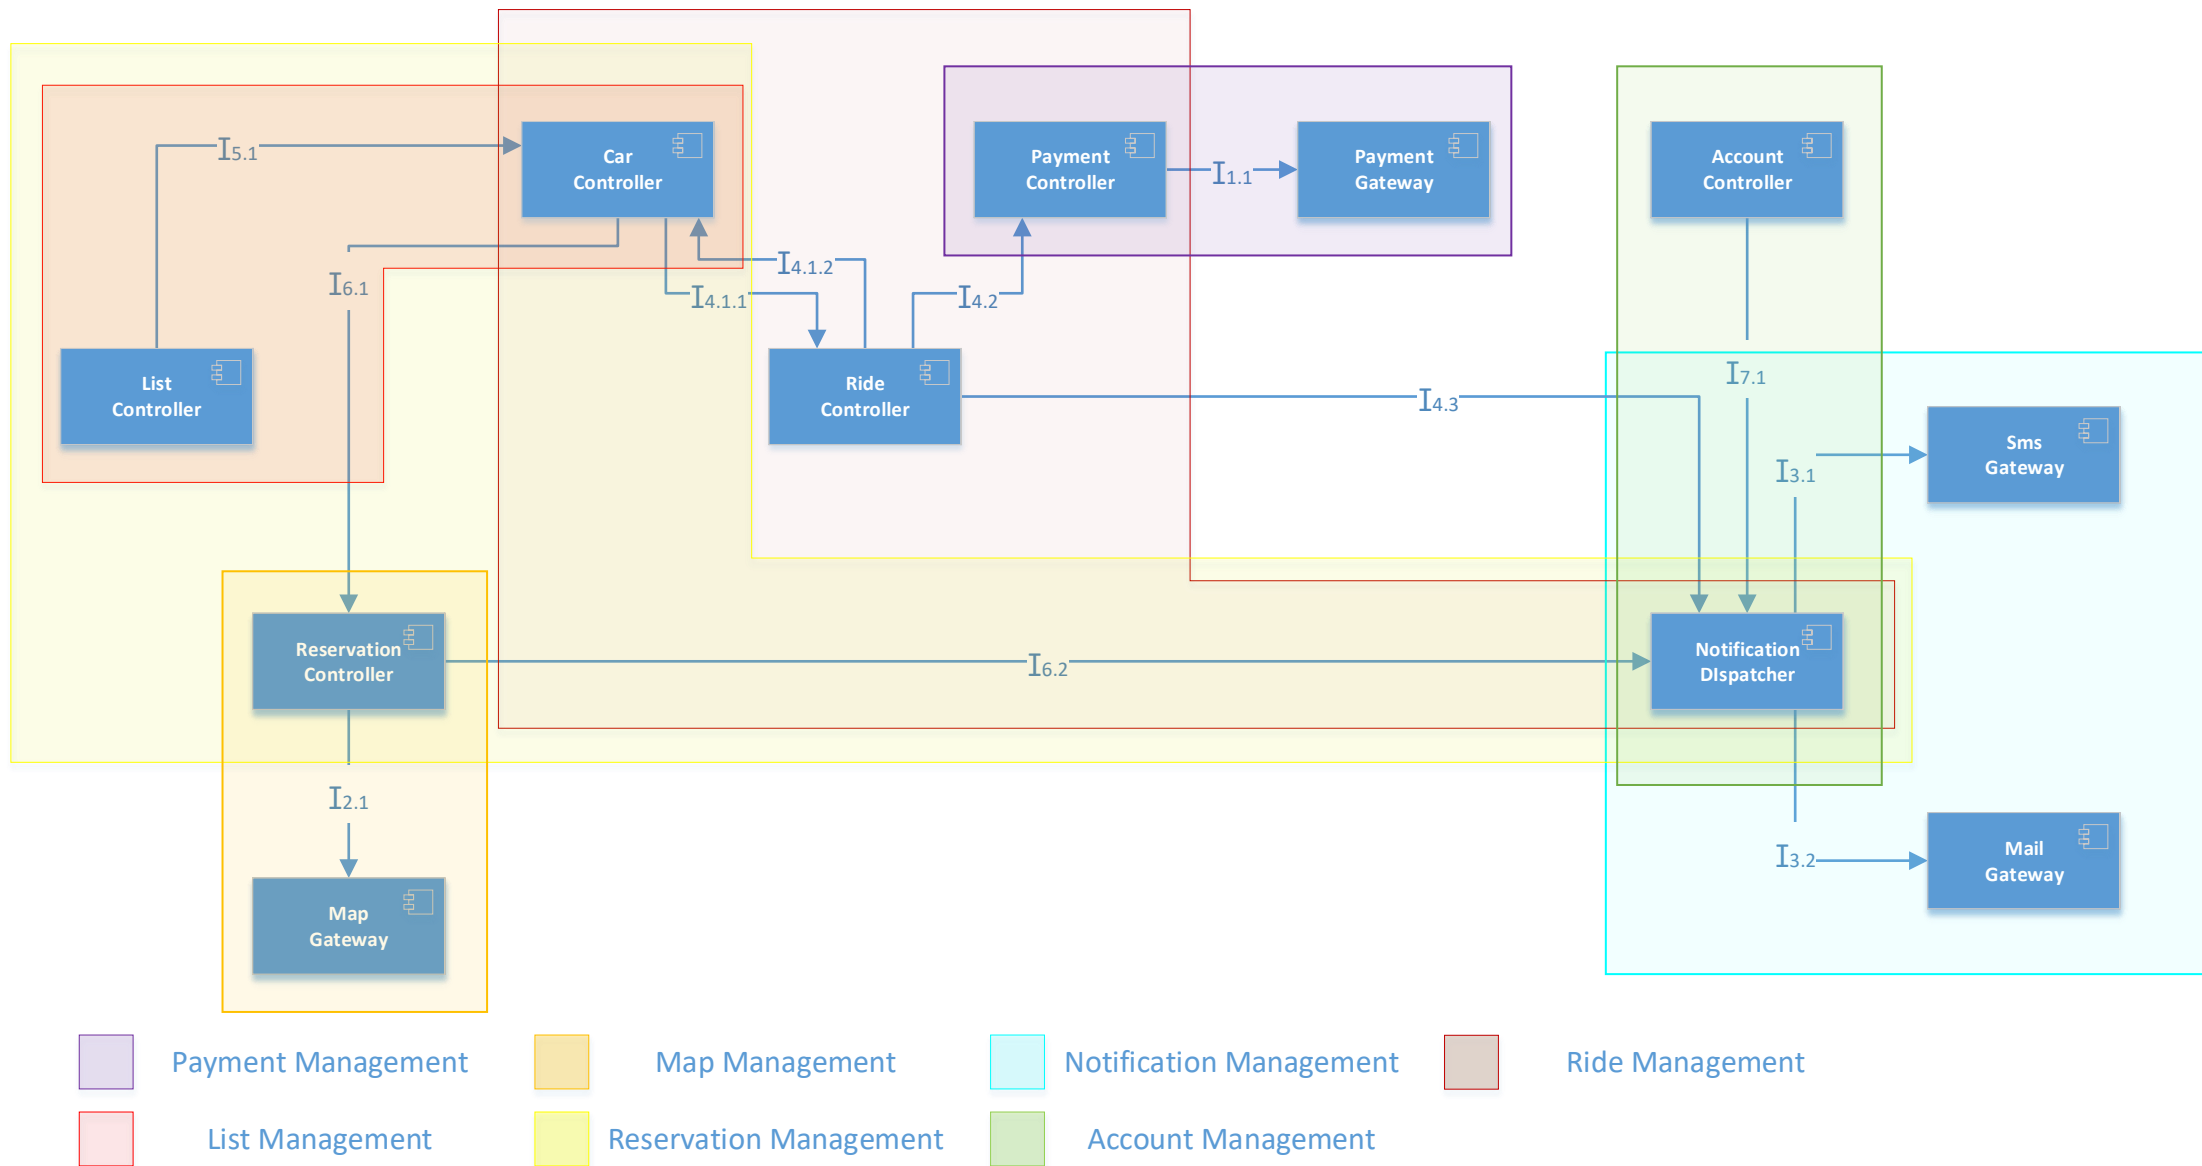 I5.1
Car
Controller
Payment
Controller
I1.1
Payment
Gateway
Account
Controller
I6.1
I4.1.2
I4.1.1
I4.2
List
Controller
Ride
Controller
I4.3
I7.1
Sms
Gateway
I3.1
Reservation
Controller
I6.2
Notification
DIspatcher
I2.1
I3.2
Mail
Gateway
Map
Gateway
Payment Management
Map Management
Notification Management
Ride Management
List Management
Reservation Management
Account Management